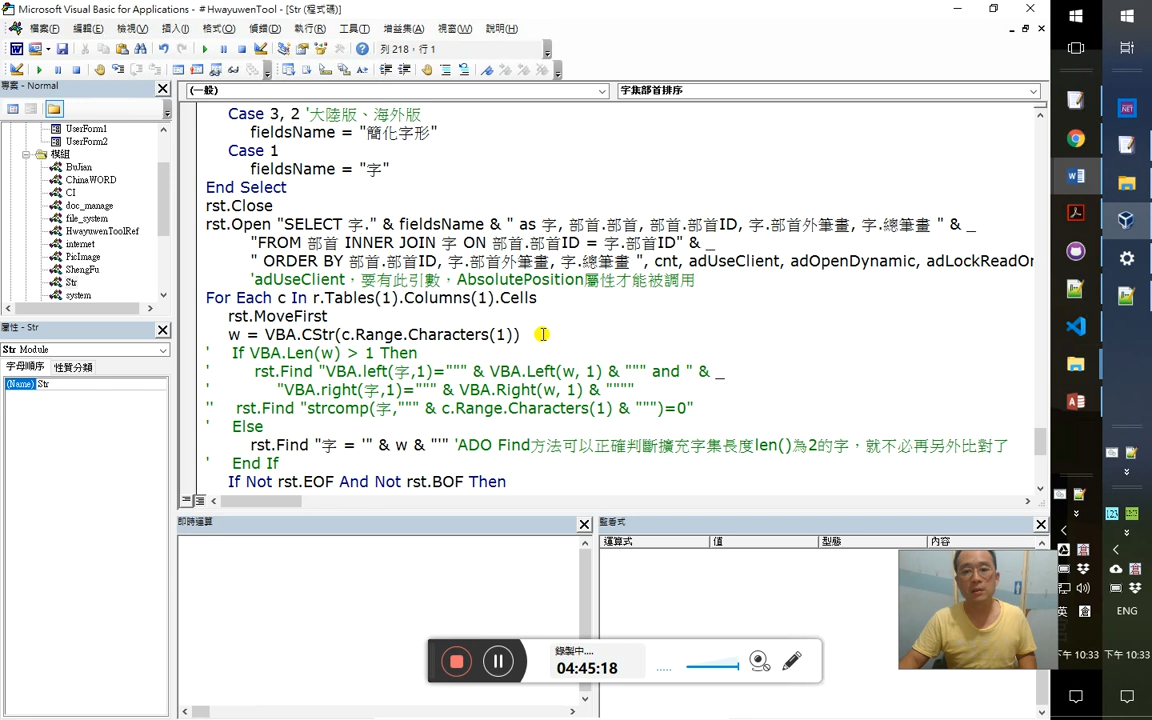 Microsoft Visual Basic for Applications - #HwayuwenTool - [Str (程式碼)]
檔案(F) 編輯(E) 檢視(V) 插入(I) 格式(O) 偵錯(D) 執行(R) 工具(T) 增益集(A) 視窗(W) 說明(H)
列 218，行 1
專案 - Normal
UserForm1
UserForm2
模組
BuJian
ChinaWORD
CI
doc_manage
file_system
HwayuwenToolRef
internet
PicImage
ShengFu
Str
system
屬性 - Str
Str Module
字母順序 性質分類
(Name) Str
(一般) 字集部首排序
Case 3, 2 '大陸版、海外版
fieldsName = "簡化字形"
Case 1
fieldsName = "字"
End Select
rst.Close
rst.Open "SELECT 字." & fieldsName & " as 字, 部首.部首, 部首.部首ID, 字.部首外筆畫, 字.總筆畫 " & _
"FROM 部首 INNER JOIN 字 ON 部首.部首ID = 字.部首ID" & _
" ORDER BY 部首.部首ID, 字.部首外筆畫, 字.總筆畫 ", cnt, adUseClient, adOpenDynamic, adLockReadOn
'adUseClient，要有此引數，AbsolutePosition屬性才能被調用
For Each c In r.Tables(1).Columns(1).Cells
rst.MoveFirst
w = VBA.CStr(c.Range.Characters(1))
' If VBA.Len(w) > 1 Then
' rst.Find "VBA.left(字,1)=""" & VBA.Left(w, 1) & """ and " & _
' "VBA.right(字,1)=""" & VBA.Right(w, 1) & """"
'' rst.Find "strcomp(字,""" & c.Range.Characters(1) & """)=0"
' Else
rst.Find "字 = '" & w & "'" 'ADO Find方法可以正確判斷擴充字集長度len()為2的字，就不必再另外比對了
' End If
If Not rst.EOF And Not rst.BOF Then
即時運算
監看式
運算式 值 型態 內容
錄製中....
04:45:18
英
ENG
下午 10:33
下午 10:33